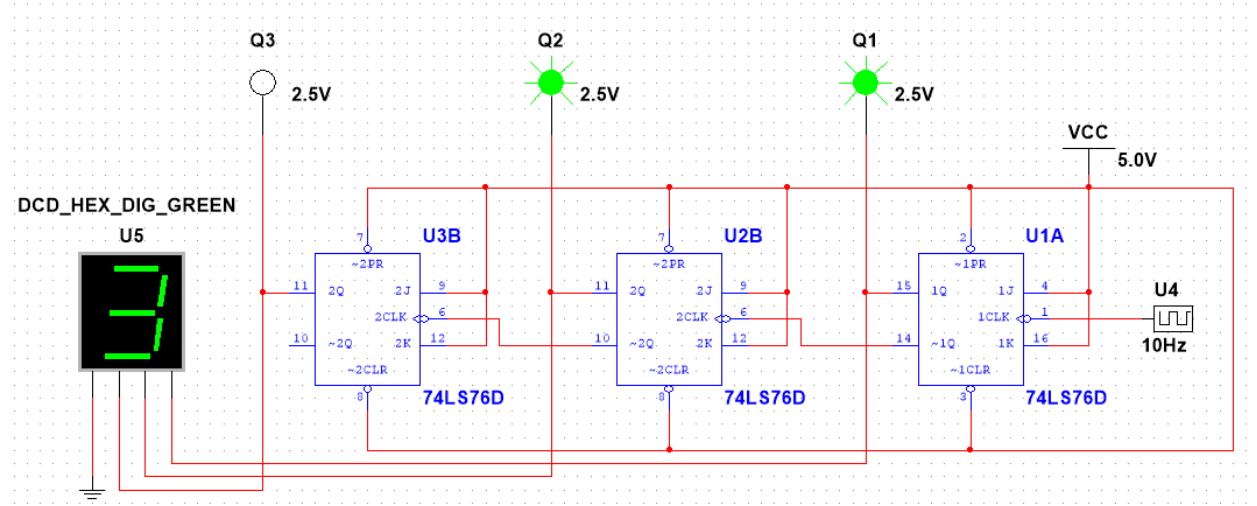 Q3
Q2
Q1
2.5V
2.5V
2.5V
VCC
5.0V
DCD_HEX_DIG_GREEN
U5
3
7
U3B
~2PR
11
2Q
2J
9
2CLK
6
10
~2Q
2K
12
~2CLR
8
74LS76D
7
U2B
~2PR
11
2Q
2J
9
2CLK
6
10
~2Q
2K
12
~2CLR
8
74LS76D
2
U1A
~1PR
15
1Q
1J
4
1CLK
1
14
~1Q
1K
16
~1CLR
3
74LS76D
U4
10Hz